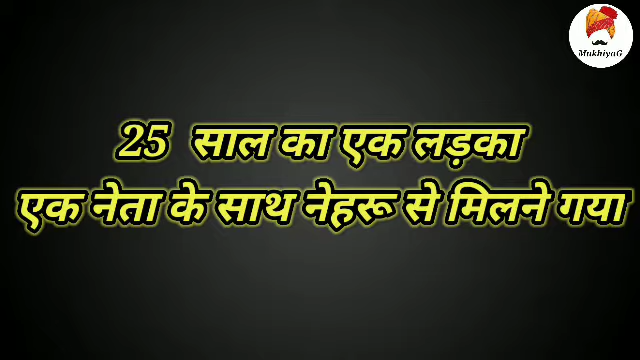 MukhiyaG
25 साल का एक लड़का
एक नेता के साथ नेहरू से मिलने गया